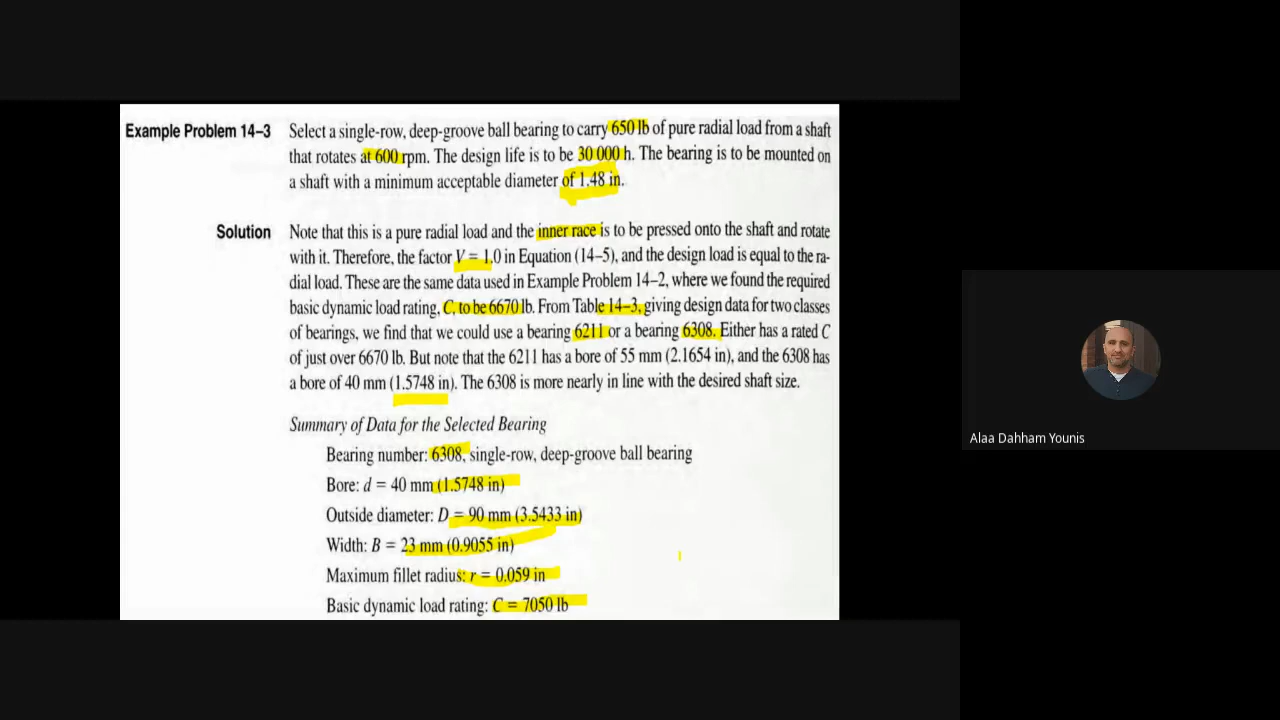 Example Problem 14–3
Select a single-row, deep-groove ball bearing to carry 650 lb of pure radial load from a shaft
that rotates at 600 rpm. The design life is to be 30 000 h. The bearing is to be mounted on
a shaft with a minimum acceptable diameter of 1.48 in.
Solution
Note that this is a pure radial load and the inner race is to be pressed onto the shaft and rotate
with it. Therefore, the factor V = 1.0 in Equation (14–5), and the design load is equal to the ra-
dial load. These are the same data used in Example Problem 14–2, where we found the required
basic dynamic load rating, C, to be 6670 lb. From Table 14–3, giving design data for two classes
of bearings, we find that we could use a bearing 6211 or a bearing 6308. Either has a rated C
of just over 6670 lb. But note that the 6211 has a bore of 55 mm (2.1654 in), and the 6308 has
a bore of 40 mm (1.5748 in). The 6308 is more nearly in line with the desired shaft size.
Summary of Data for the Selected Bearing
Bearing number: 6308, single-row, deep-groove ball bearing
Bore: d = 40 mm (1.5748 in)
Outside diameter: D = 90 mm (3.5433 in)
Width: B = 23 mm (0.9055 in)
Maximum fillet radius: r = 0.059 in
Basic dynamic load rating: C = 7050 lb
Alaa Dahham Younis